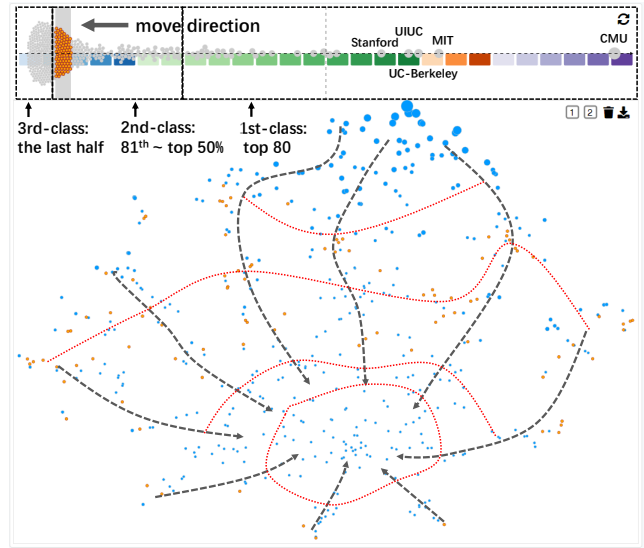 move direction
UIUC
Stanford
MIT
CMU
UC-Berkeley
1 2
3rd-class:
the last half
2nd-class:
81th ~ top 50%
1st-class:
top 80